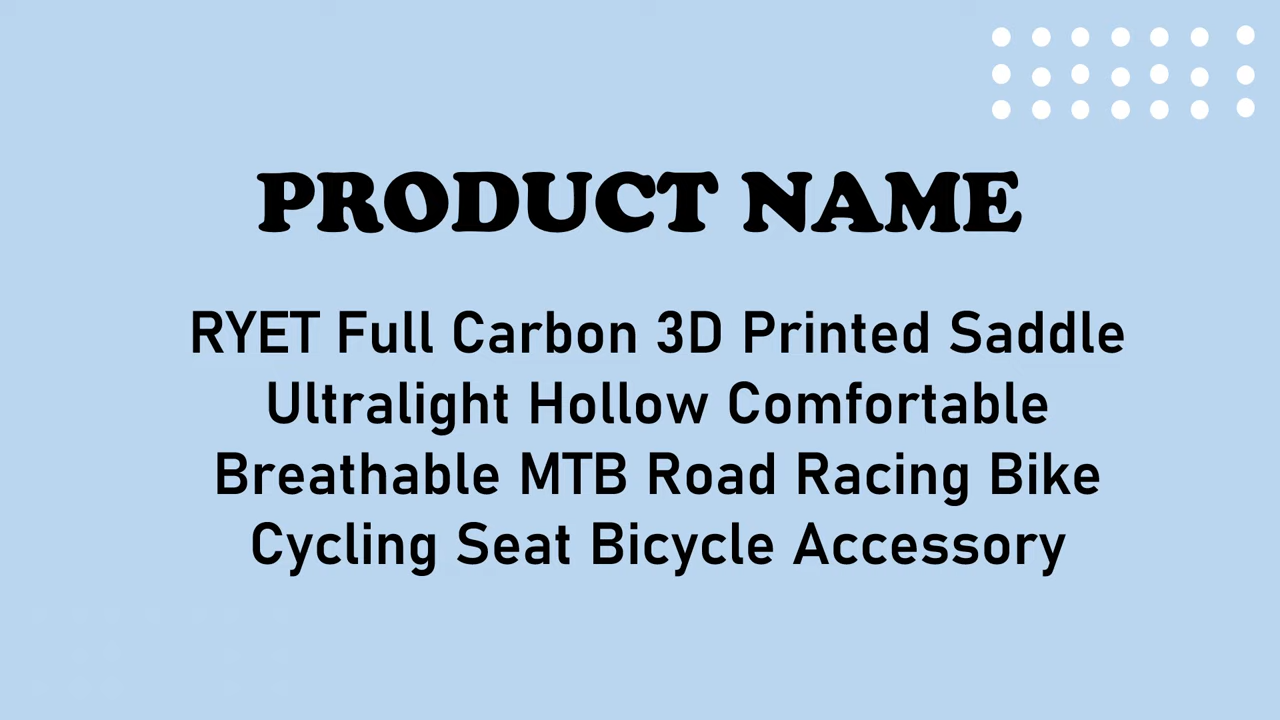 PRODUCT NAME
RYET Full Carbon 3D Printed Saddle
Ultralight Hollow Comfortable
Breathable MTB Road Racing Bike
Cycling Seat Bicycle Accessory